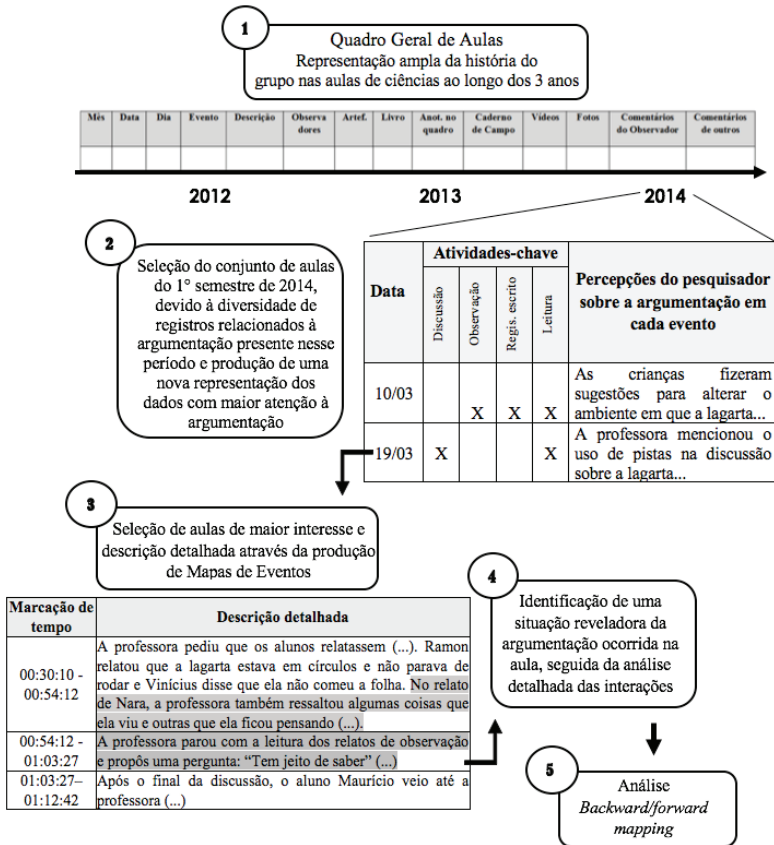 1
Quadro Geral de Aulas
Representação ampla da história do
grupo nas aulas de ciências ao longo dos 3 anos
Mês Data Dia Evento Descrição Observa dores Artef. Livro Anot. no quadro Caderno de Campo Vídeos Fotos Comentários do Observador Comentários de outros
2012 2013 2014
2
Seleção do conjunto de aulas
do 1° semestre de 2014,
devido à diversidade de
registros relacionados à
argumentação presente nesse
período e produção de uma
nova representação dos
dados com maior atenção à
argumentação
Data
Atividades-chave
Discussão
Observação
Regis. escrito
Leitura
Percepções do pesquisador
sobre a argumentação em
cada evento
10/03 X X X
As crianças fizeram
sugestões para alterar o
ambiente em que a lagarta...
19/03 X X
A professora mencionou o
uso de pistas na discussão
sobre a lagarta...
3
Seleção de aulas de maior interesse e
descrição detalhada através da produção
de Mapas de Eventos
Marcação de
tempo
Descrição detalhada
00:30:10 -
00:54:12
A professora pediu que os alunos relatassem (...). Ramon
relatou que a lagarta estava em círculos e não parava de
rodar e Vinícius disse que ela não comeu a folha. No relato
de Nara, a professora também ressaltou algumas coisas que
ela viu e outras que ela ficou pensando (...).
00:54:12 -
01:03:27
A professora parou com a leitura dos relatos de observação
e propôs uma pergunta: “Tem jeito de saber” (...)
01:03:27–
01:12:42
Após o final da discussão, o aluno Maurício veio até a
professora (...)
4
Identificação de uma
situação reveladora da
argumentação ocorrida na
aula, seguida da análise
detalhada das interações
5
Análise
Backward/forward
mapping